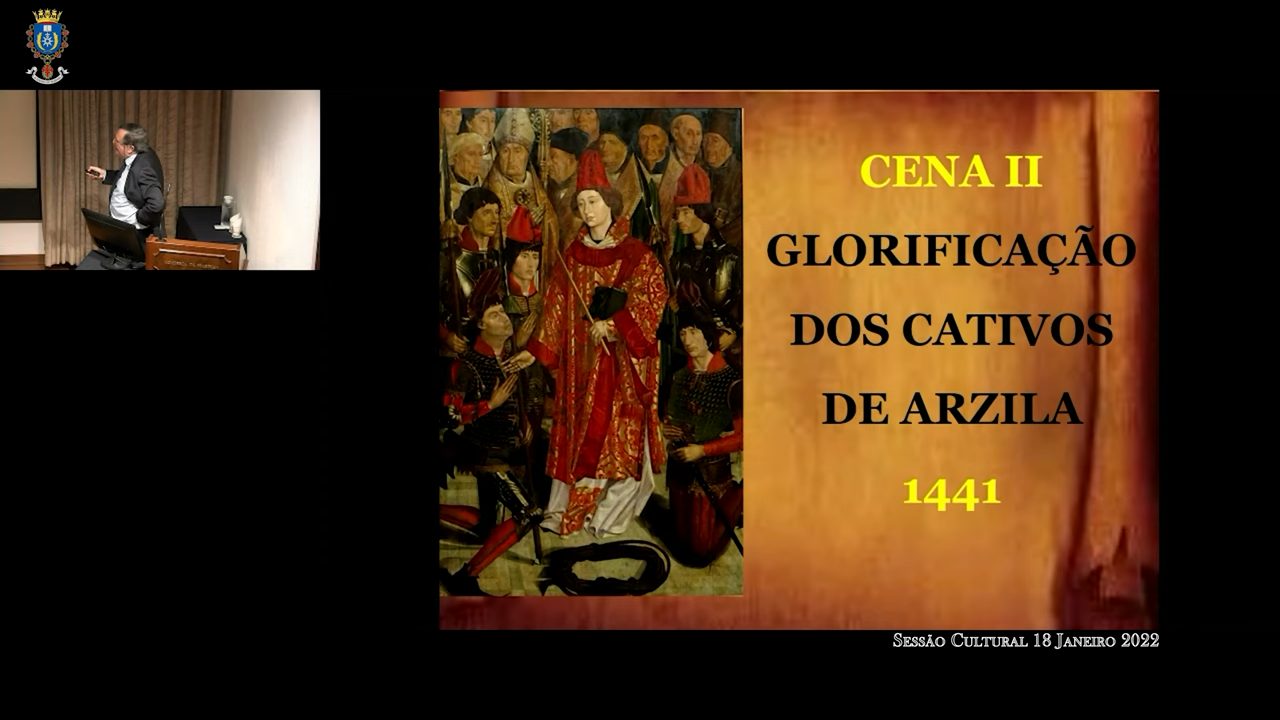 CENA II
GLORIFICAÇÃO
DOS CATIVOS
DE ARZILA
1441
Sessão Cultural 18 Janeiro 2022